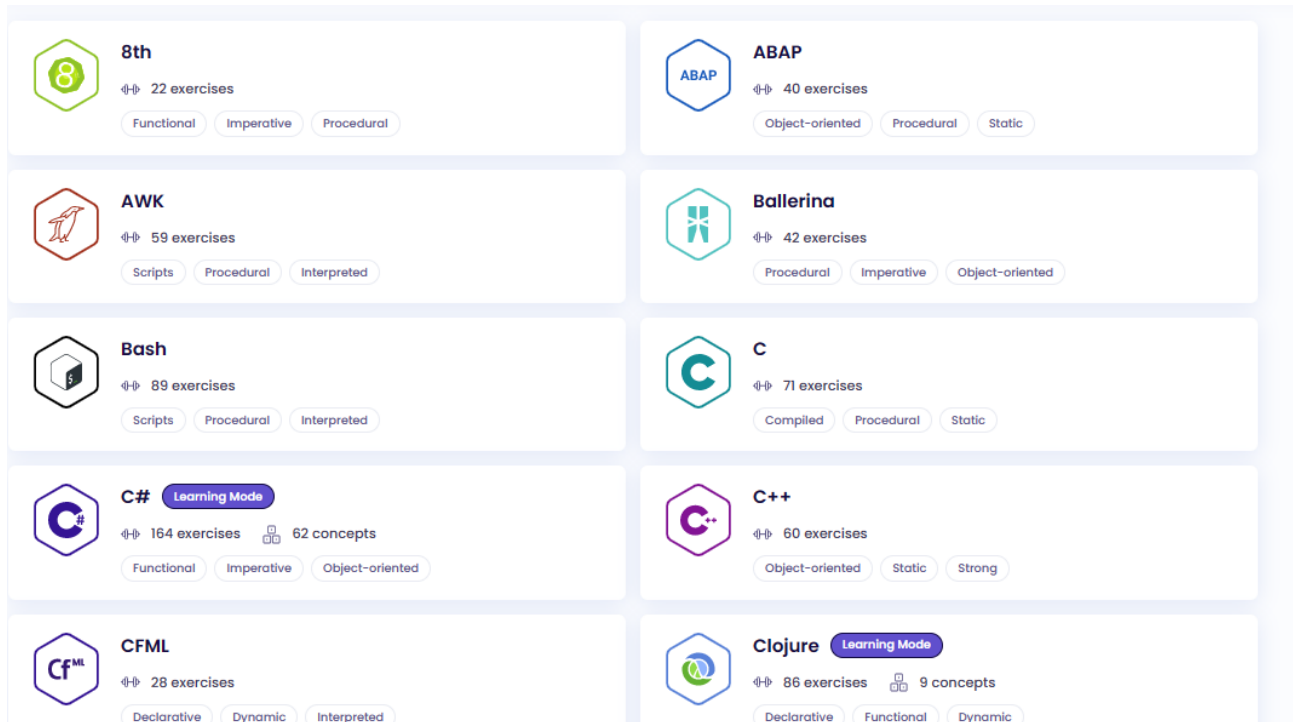 8th
22 exercises
Functional Imperative Procedural
ABAP
ABAP
40 exercises
Object-oriented Procedural Static
AWK
59 exercises
Scripts Procedural Interpreted
Ballerina
42 exercises
Procedural Imperative Object-oriented
Bash
89 exercises
Scripts Procedural Interpreted
C
71 exercises
Compiled Procedural Static
C# Learning Mode
164 exercises 62 concepts
Functional Imperative Object-oriented
C++
60 exercises
Object-oriented Static Strong
CFML
28 exercises
Declarative Dynamic Interpreted
Clojure Learning Mode
86 exercises 9 concepts
Declarative Functional Dynamic